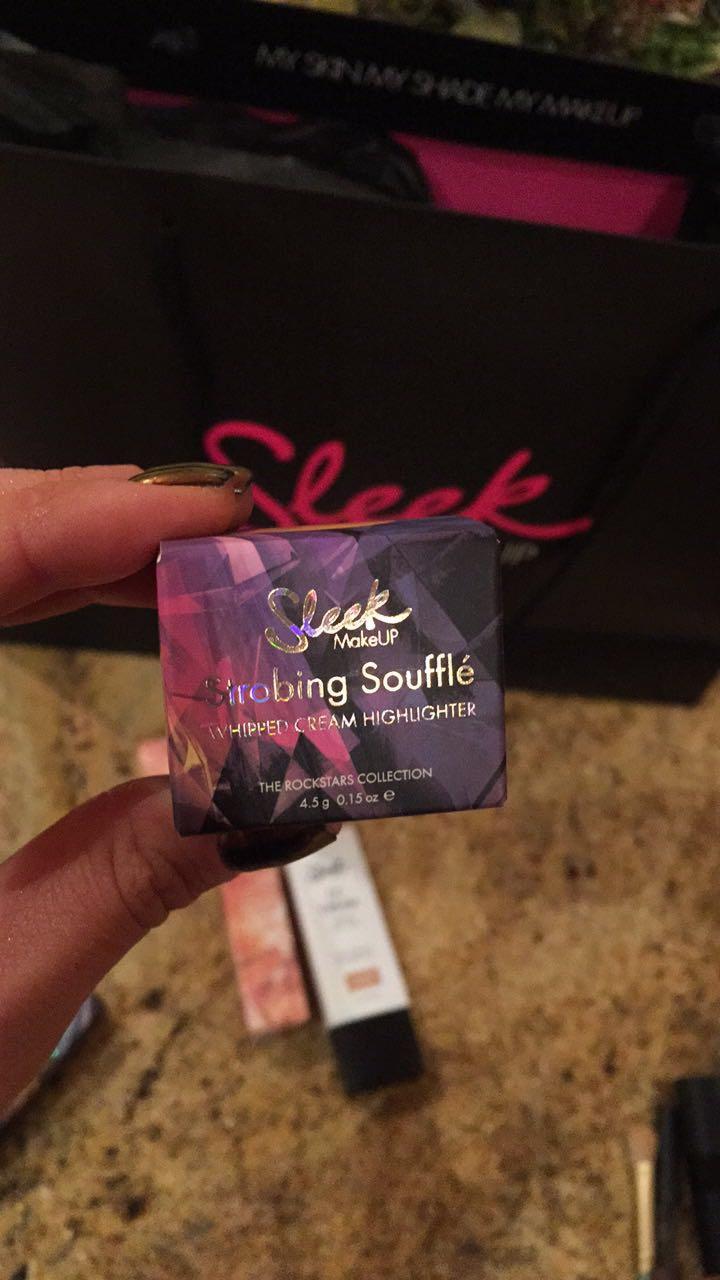 MY SKIN MY SHADE MY MAKEUP
Sleek
UP
Sleek
MakeUP
Strobing Soufflé
WHIPPED CREAM HIGHLIGHTER
THE ROCKSTARS COLLECTION
4.5 g 0.15 oz ℮